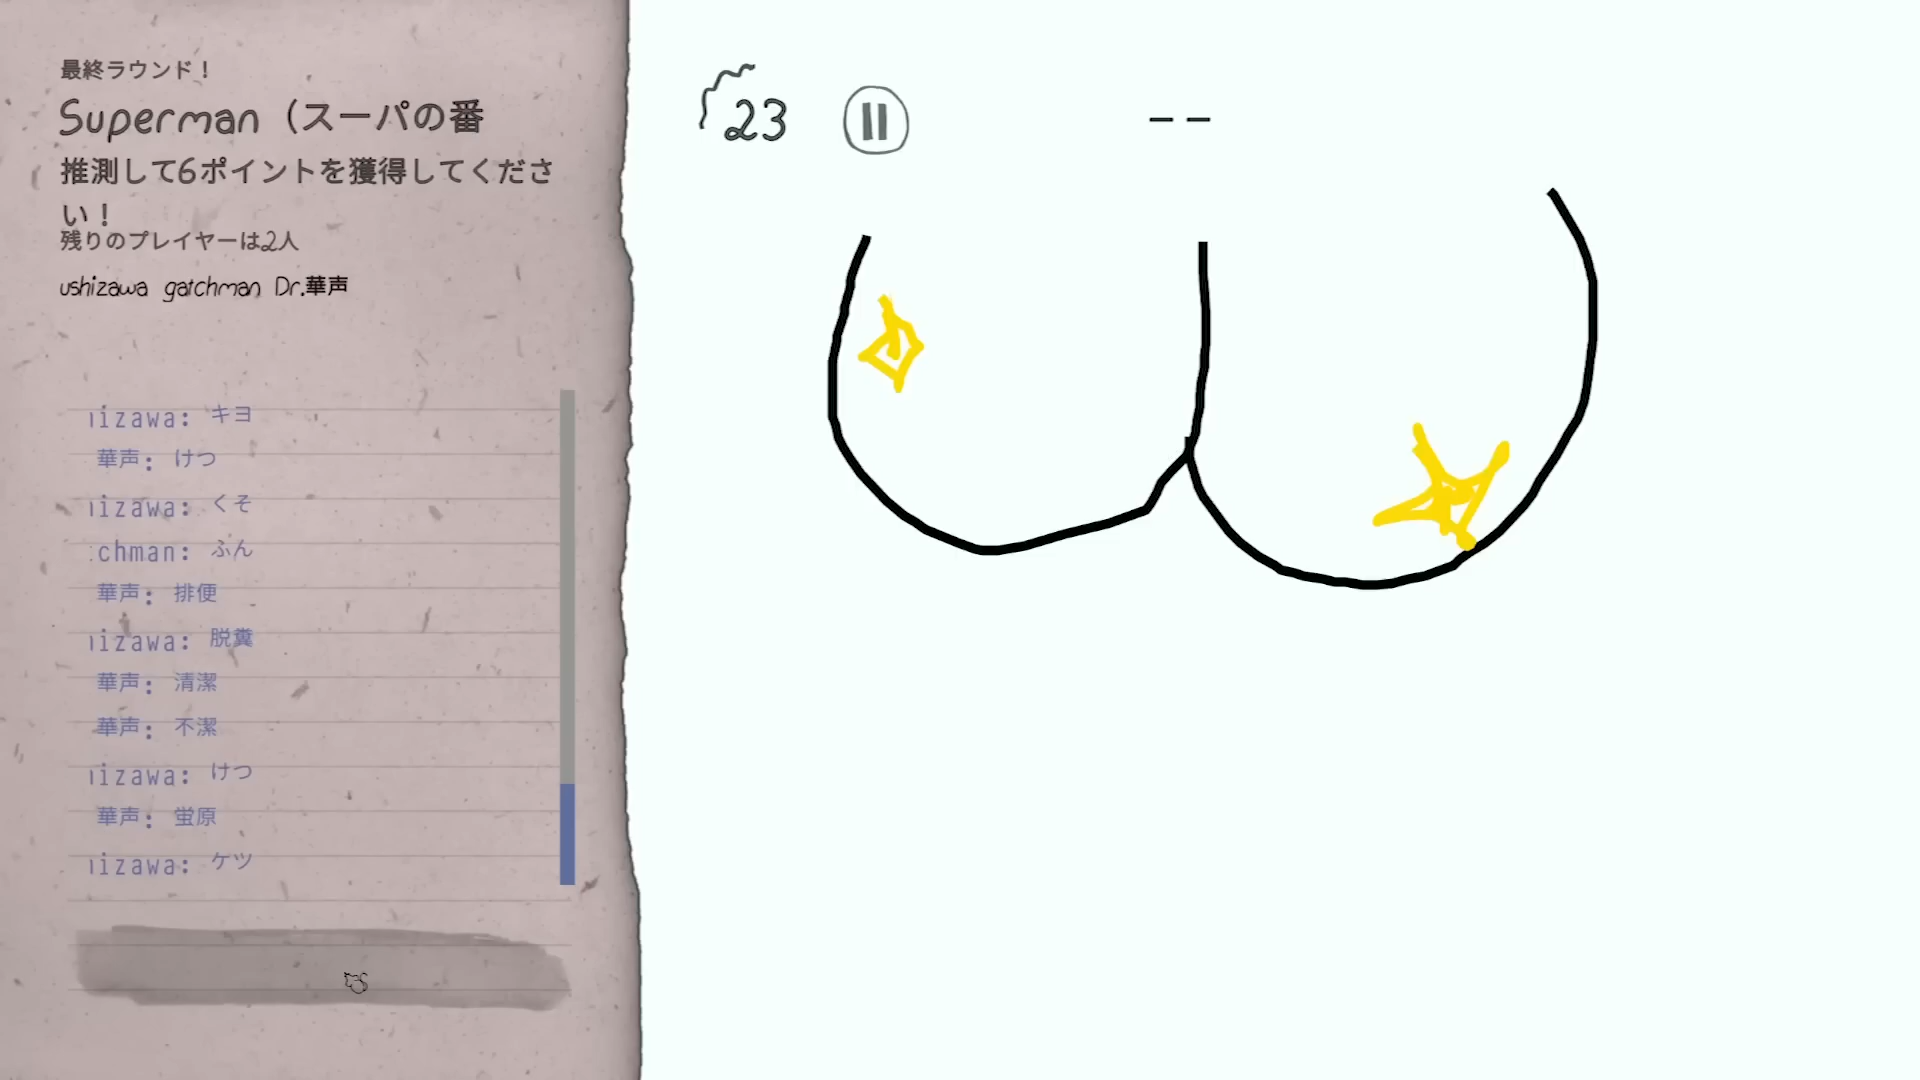 最終ラウンド！
Superman（スーパの番
推測して6ポイントを獲得してくださ
い！
残りのプレイヤーは2人
ushizawa gatchman Dr.華声
23
iizawa: キヨ
華声: けつ
iizawa: くそ
chman: ふん
華声: 排便
iizawa: 脱糞
華声: 清潔
華声: 不潔
iizawa: けつ
華声: 蛍原
iizawa: ケツ